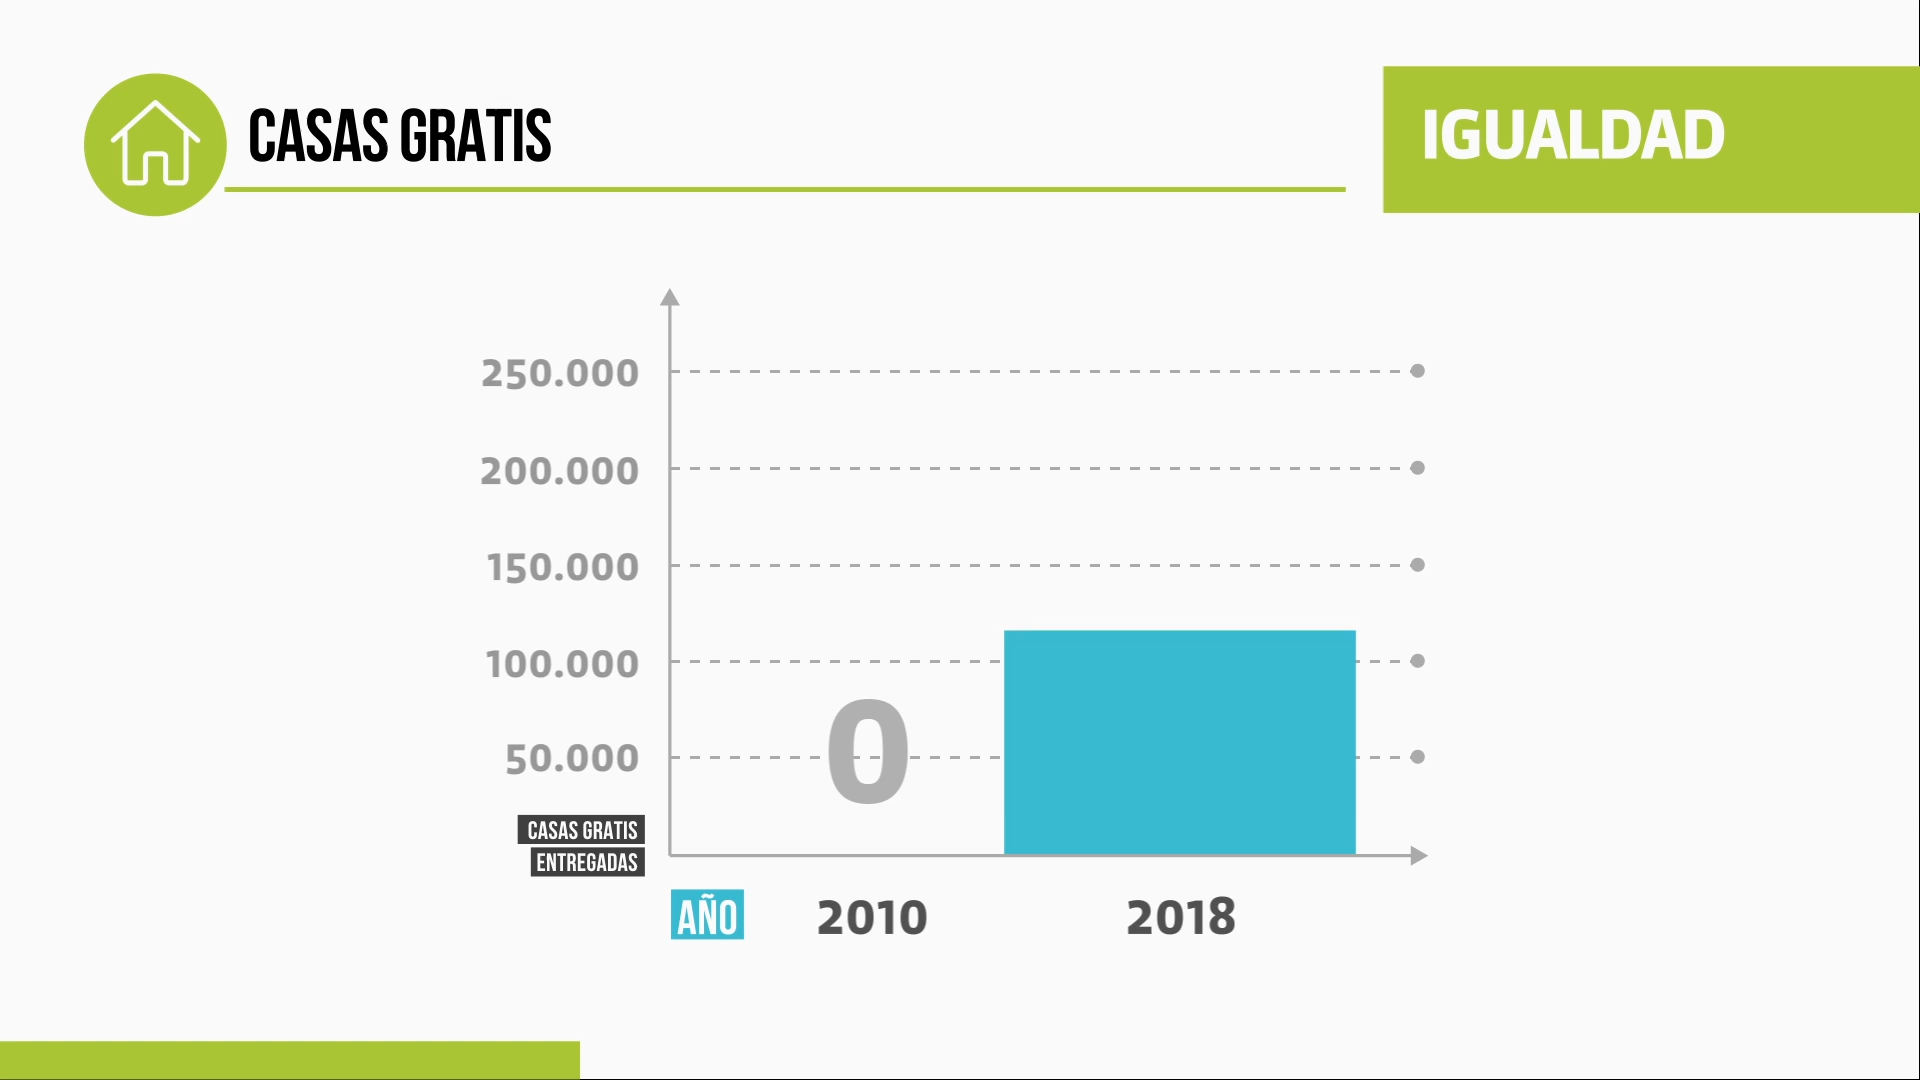 CASAS GRATIS
IGUALDAD
250.000
200.000
150.000
100.000
50.000
0
CASAS GRATIS
ENTREGADAS
AÑO 2010 2018